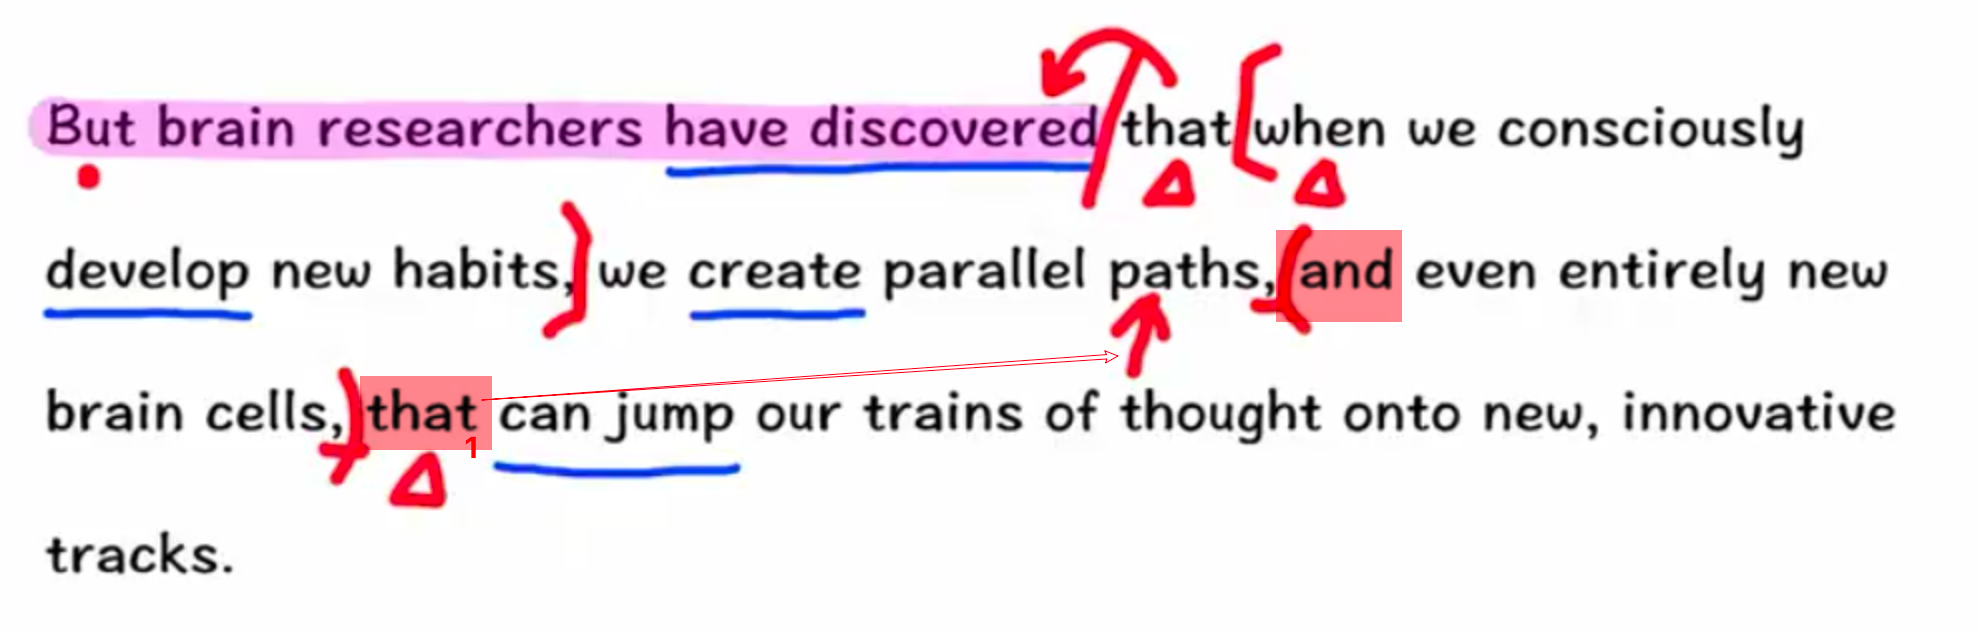 But brain researchers have discovered that when we consciously
develop new habits, we create parallel paths, and even entirely new
brain cells, that can jump our trains of thought onto new, innovative
1
tracks.